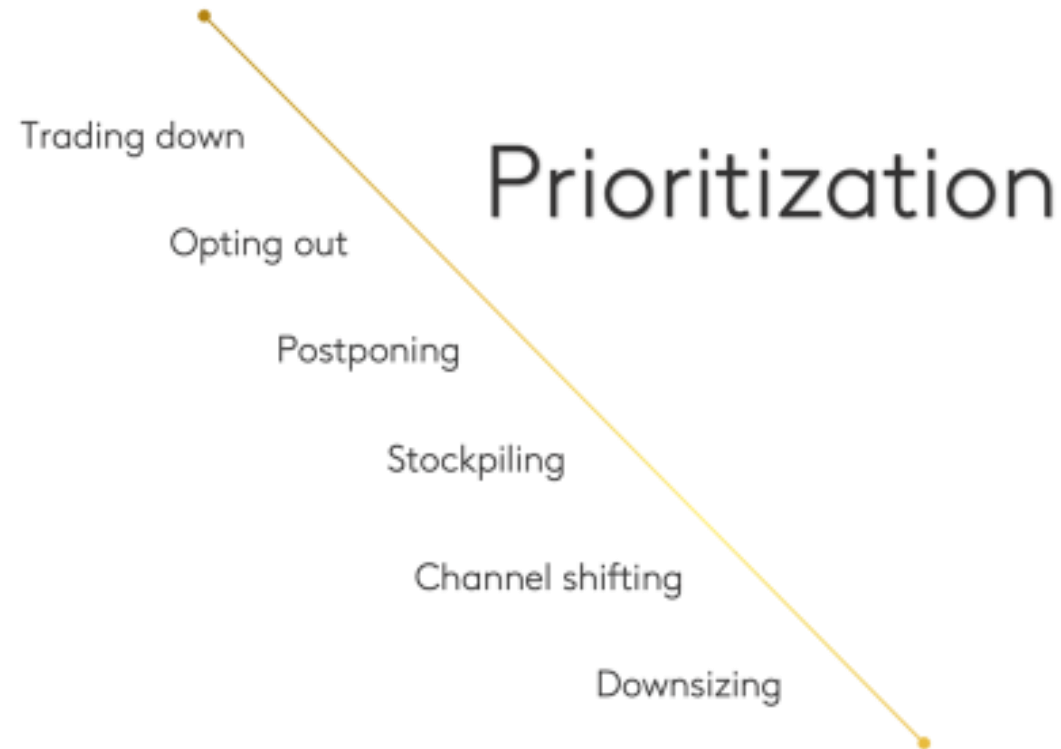 Trading down
Prioritization
Opting out
Postponing
Stockpiling
Channel shifting
Downsizing